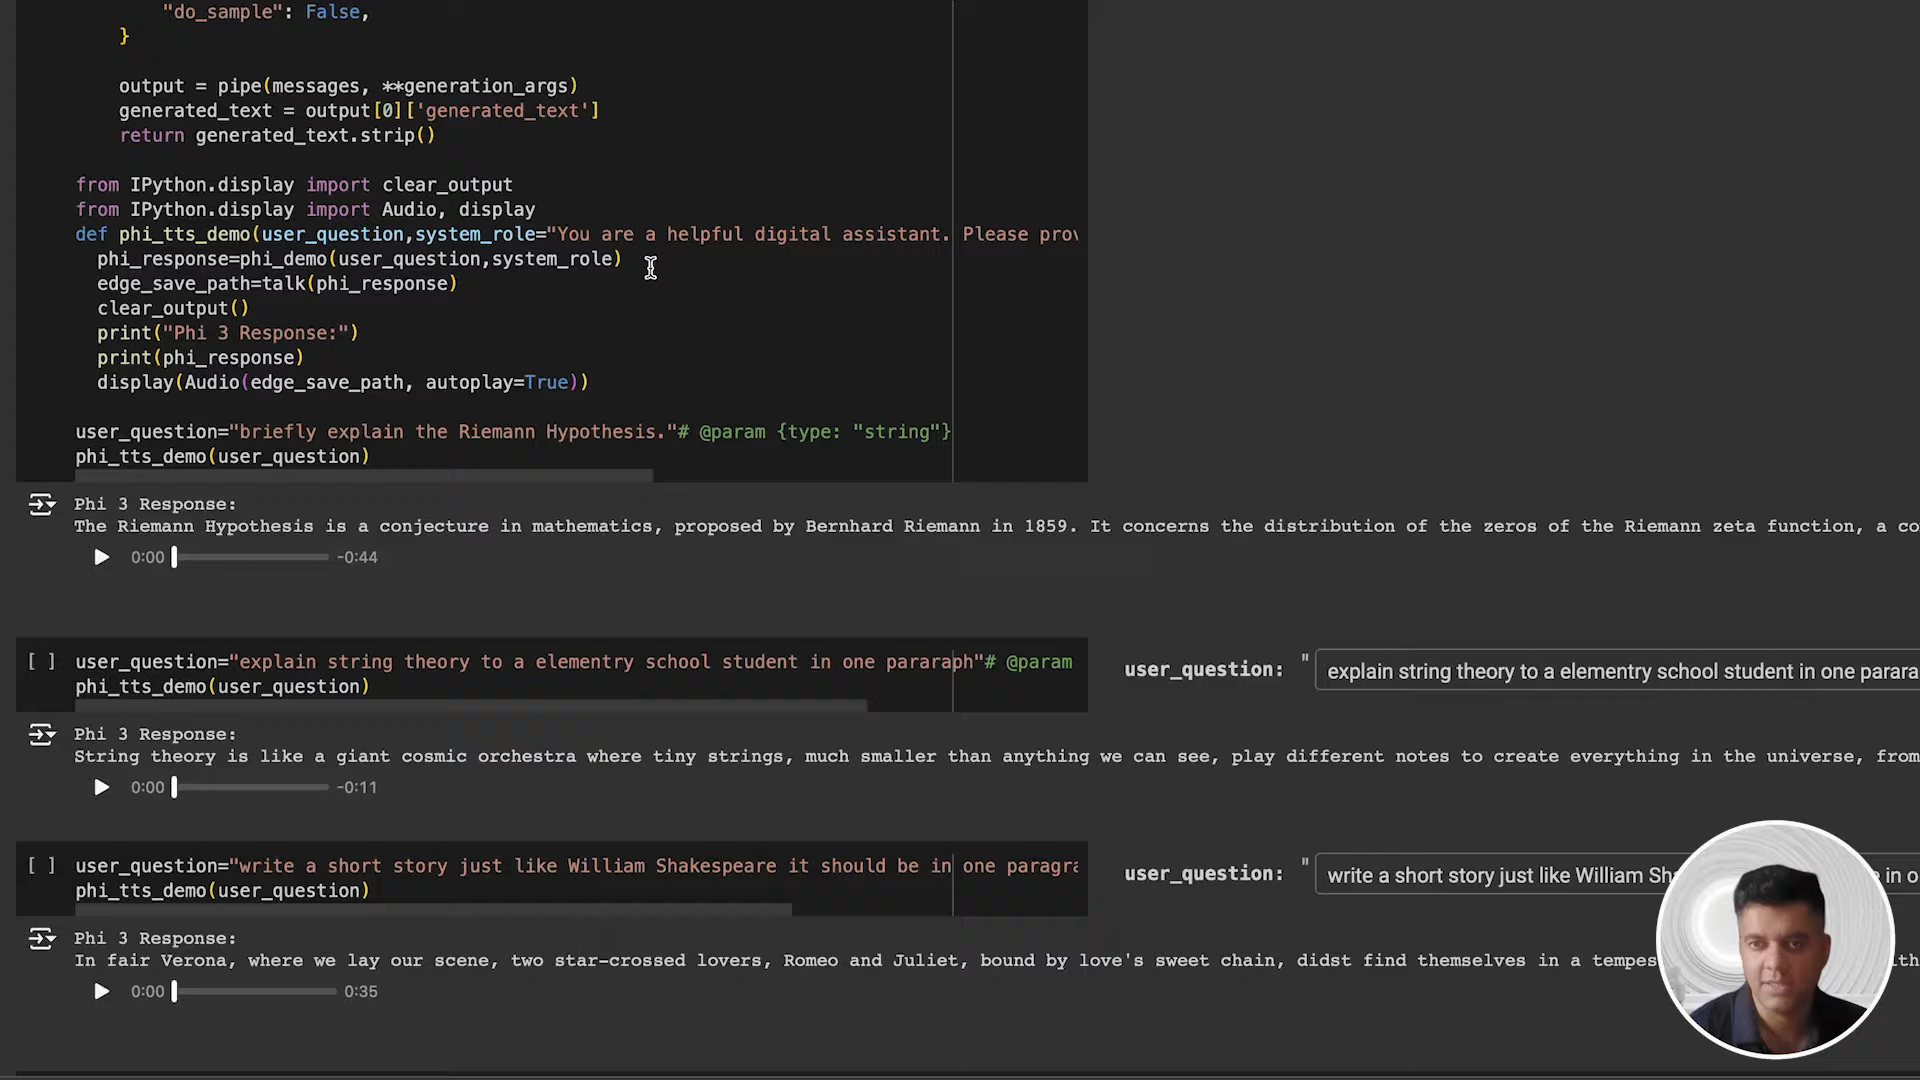 "do_sample": False,
}
output = pipe(messages, **generation_args)
generated_text = output[0]['generated_text']
return generated_text.strip()
from IPython.display import clear_output
from IPython.display import Audio, display
def phi_tts_demo(user_question,system_role="You are a helpful digital assistant. Please prov
phi_response=phi_demo(user_question,system_role)
edge_save_path=talk(phi_response)
clear_output()
print("Phi 3 Response:")
print(phi_response)
display(Audio(edge_save_path, autoplay=True))
user_question="briefly explain the Riemann Hypothesis."# @param {type: "string"}
phi_tts_demo(user_question)
Phi 3 Response:
The Riemann Hypothesis is a conjecture in mathematics, proposed by Bernhard Riemann in 1859. It concerns the distribution of the zeros of the Riemann zeta function, a co
0:00 -0:44
[ ] user_question="explain string theory to a elementry school student in one pararaph"# @param
phi_tts_demo(user_question)
user_question: " explain string theory to a elementry school student in one parara
Phi 3 Response:
String theory is like a giant cosmic orchestra where tiny strings, much smaller than anything we can see, play different notes to create everything in the universe, from
0:00 -0:11
[ ] user_question="write a short story just like William Shakespeare it should be in one paragra
phi_tts_demo(user_question)
user_question: " write a short story just like William Sha in o
Phi 3 Response:
In fair Verona, where we lay our scene, two star-crossed lovers, Romeo and Juliet, bound by love's sweet chain, didst find themselves in a tempes
0:00 0:35